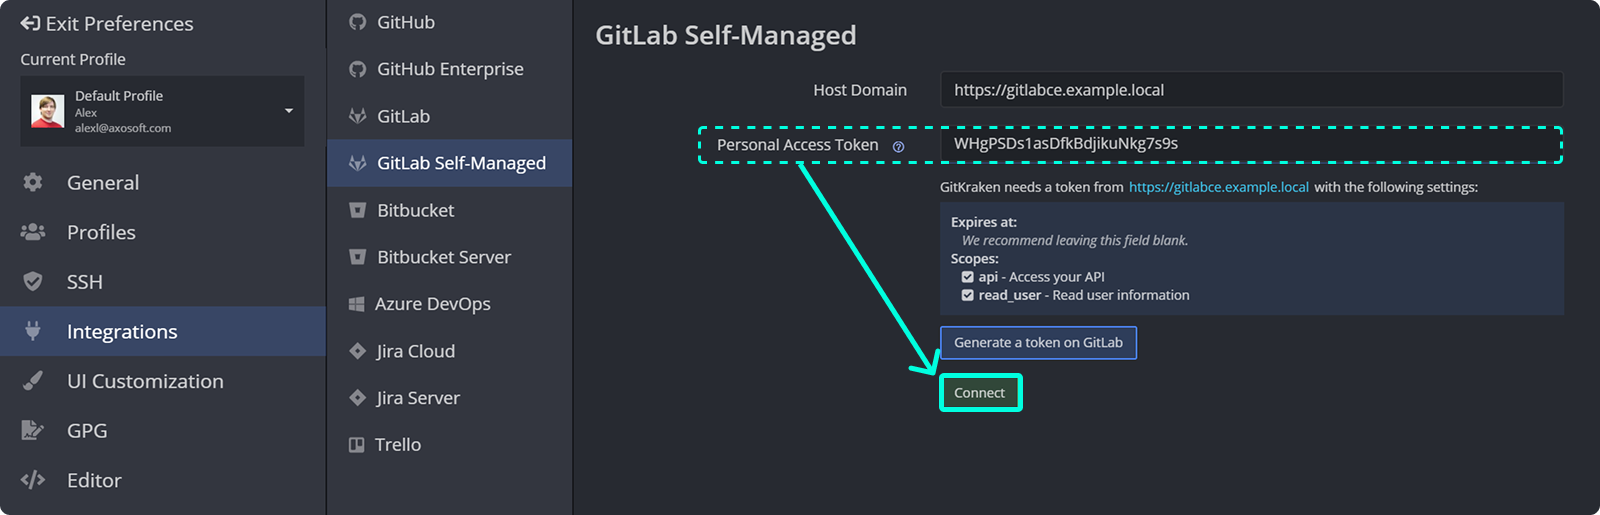 Exit Preferences
Current Profile
Default Profile
Alex
alexl@axosoft.com
General
Profiles
SSH
Integrations
UI Customization
GPG
Editor
GitHub
GitHub Enterprise
GitLab
GitLab Self-Managed
Bitbucket
Bitbucket Server
Azure DevOps
Jira Cloud
Jira Server
Trello
GitLab Self-Managed
Host Domain https://gitlabce.example.local
Personal Access Token ? WHgPSDs1asDfkBdjikuNkg7s9s
GitKraken needs a token from https://gitlabce.example.local with the following settings:
Expires at:
We recommend leaving this field blank.
Scopes:
api - Access your API
read_user - Read user information
Generate a token on GitLab
Connect